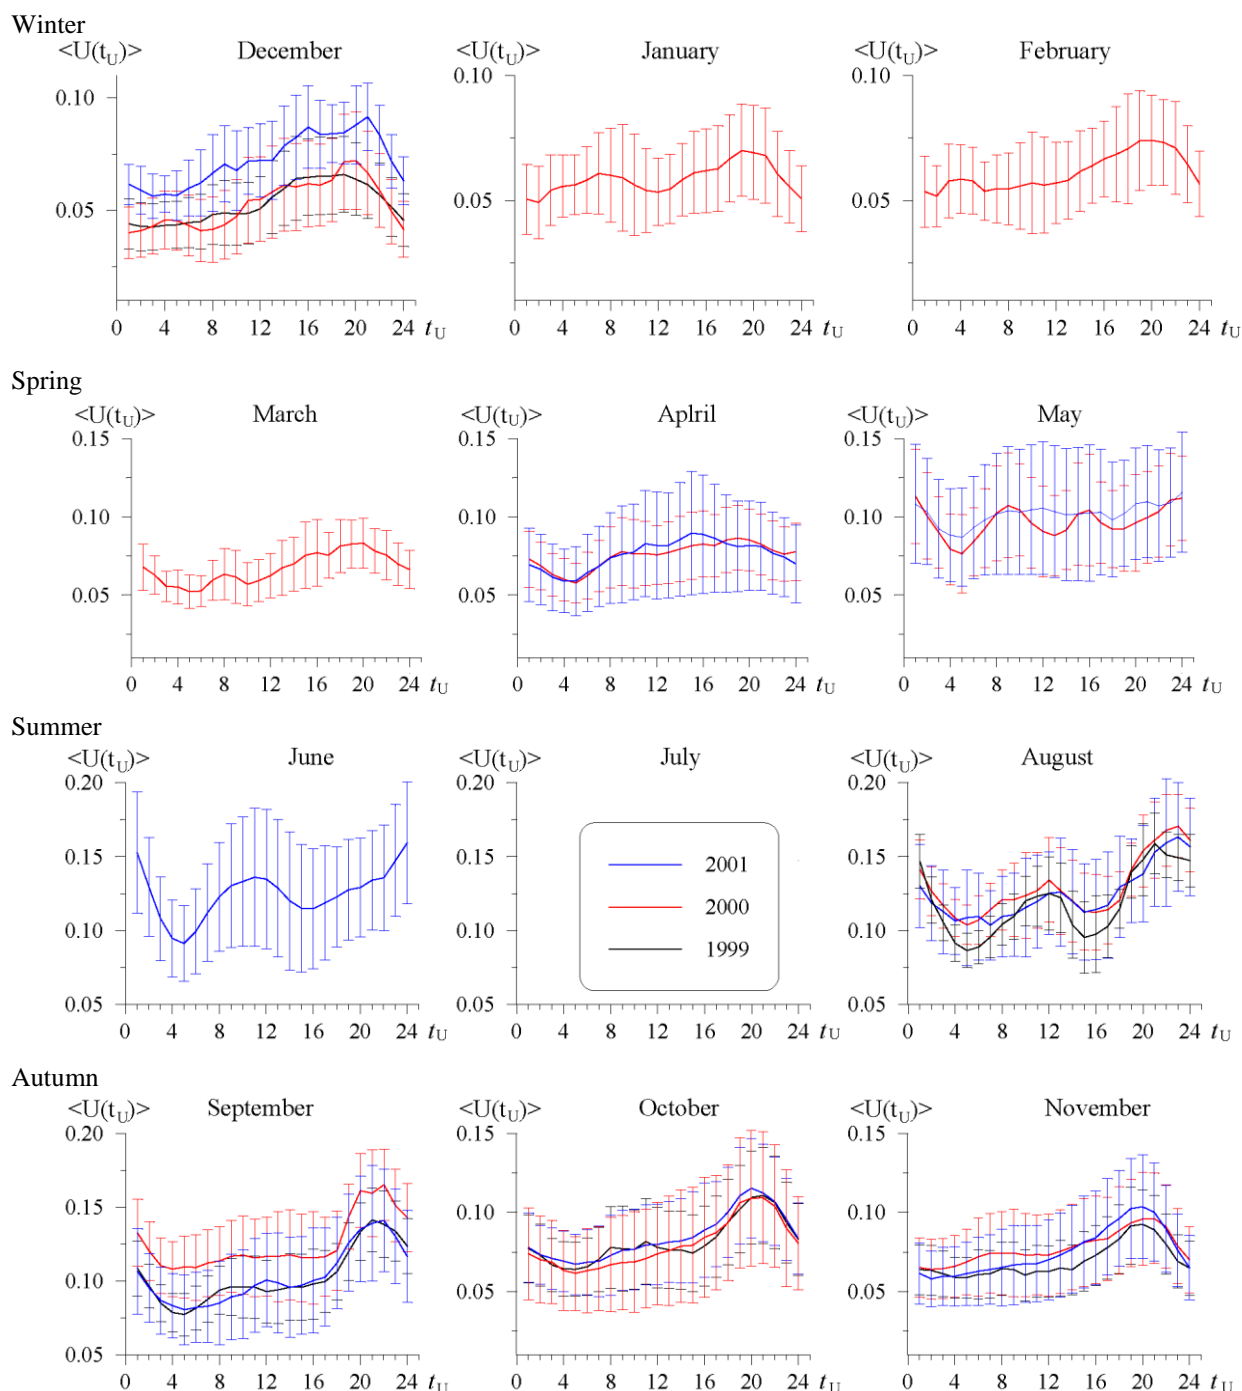 Winter
<U(tU)> December
0.10
0.05
0 4 8 12 16 20 24 tU
<U(tU)> January
0.10
0.05
0 4 8 12 16 20 24 tU
<U(tU)> February
0.10
0.05
0 4 8 12 16 20 24 tU
Spring
<U(tU)> March
0.15
0.10
0.05
0 4 8 12 16 20 24 tU
<U(tU)> Aplril
0.15
0.10
0.05
0 4 8 12 16 20 24 tU
<U(tU)> May
0.15
0.10
0.05
0 4 8 12 16 20 24 tU
Summer
<U(tU)> June
0.20
0.15
0.10
0.05
0 4 8 12 16 20 24 tU
<U(tU)> July
0.20
0.15
0.10
0.05
2001
2000
1999
0 4 8 12 16 20 24 tU
<U(tU)> August
0.20
0.15
0.10
0.05
0 4 8 12 16 20 24 tU
Autumn
<U(tU)> September
0.20
0.15
0.10
0.05
0 4 8 12 16 20 24 tU
<U(tU)> October
0.15
0.10
0.05
0 4 8 12 16 20 24 tU
<U(tU)> November
0.15
0.10
0.05
0 4 8 12 16 20 24 tU